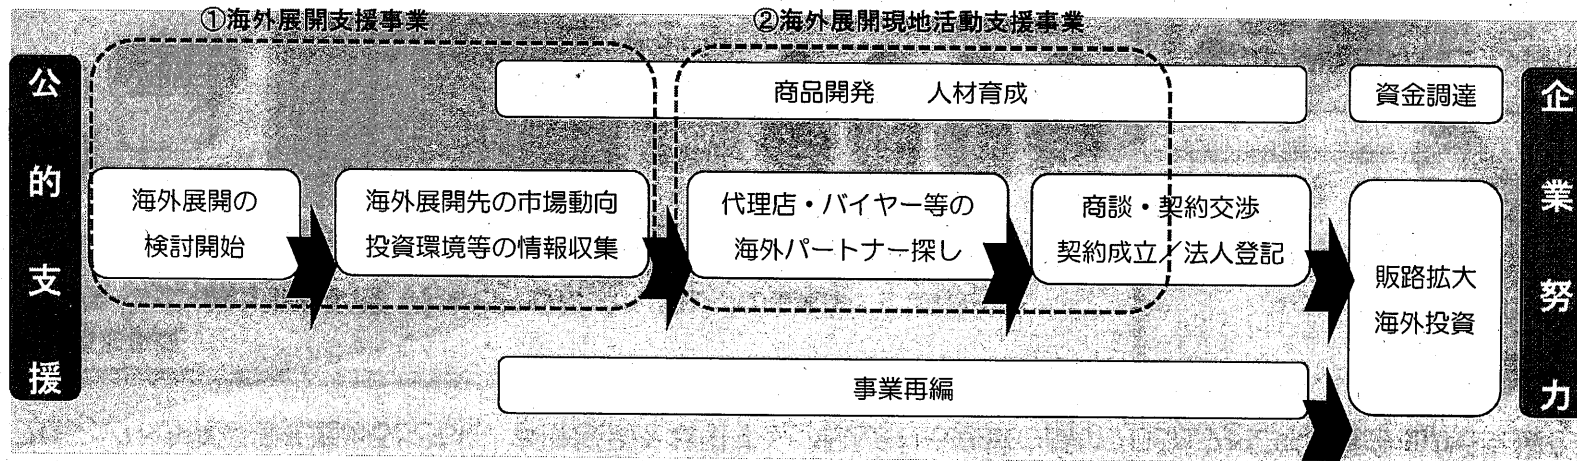 ①海外展開支援事業
②海外展開現地活動支援事業
公的支援
商品開発 人材育成
資金調達
企業努力
海外展開の
検討開始
海外展開先の市場動向
投資環境等の情報収集
代理店・バイヤー等の
海外パートナー探し
商談・契約交渉
契約成立／法人登記
販路拡大
海外投資
事業再編